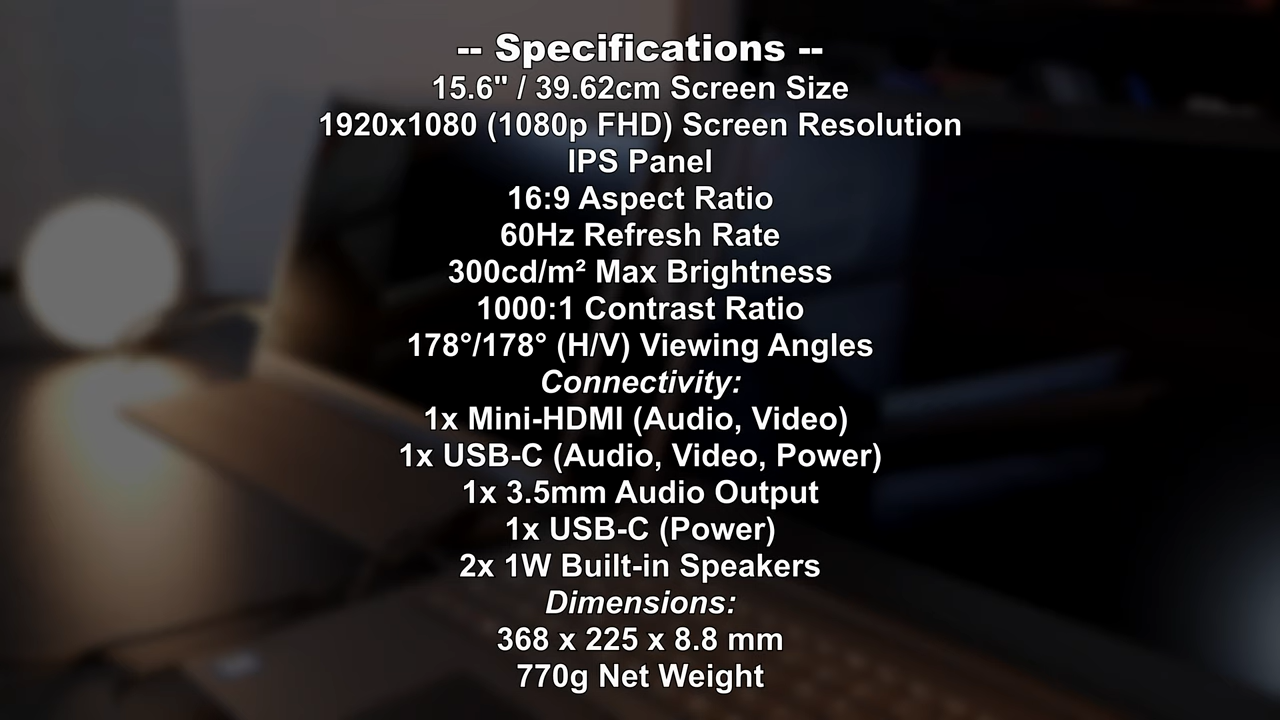 -- Specifications --
15.6" / 39.62cm Screen Size
1920x1080 (1080p FHD) Screen Resolution
IPS Panel
16:9 Aspect Ratio
60Hz Refresh Rate
300cd/m² Max Brightness
1000:1 Contrast Ratio
178°/178° (H/V) Viewing Angles
Connectivity:
1x Mini-HDMI (Audio, Video)
1x USB-C (Audio, Video, Power)
1x 3.5mm Audio Output
1x USB-C (Power)
2x 1W Built-in Speakers
Dimensions:
368 x 225 x 8.8 mm
770g Net Weight